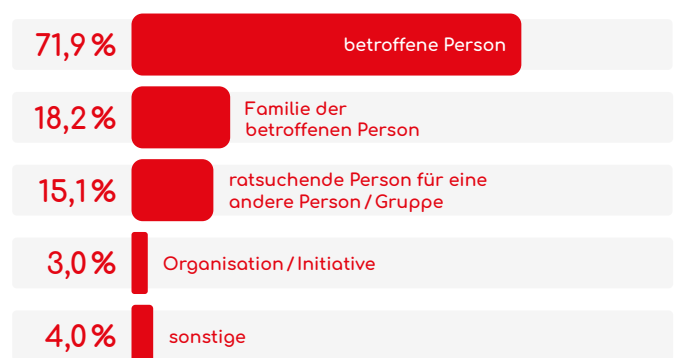 71,9 % betroffene Person
18,2 % Familie der
betroffenen Person
15,1 % ratsuchende Person für eine
andere Person / Gruppe
3,0 % Organisation / Initiative
4,0 % sonstige